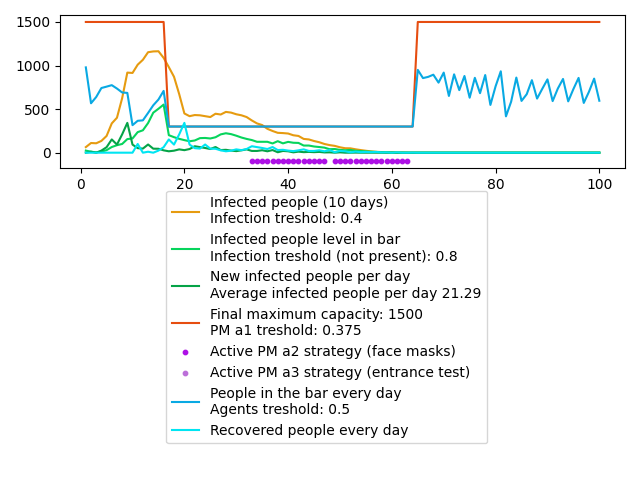 1500
1000
500
0
0 20 40 60 80 100
Infected people (10 days)
Infection treshold: 0.4
Infected people level in bar
Infection treshold (not present): 0.8
New infected people per day
Average infected people per day 21.29
Final maximum capacity: 1500
PM a1 treshold: 0.375
Active PM a2 strategy (face masks)
Active PM a3 strategy (entrance test)
People in the bar every day
Agents treshold: 0.5
Recovered people every day